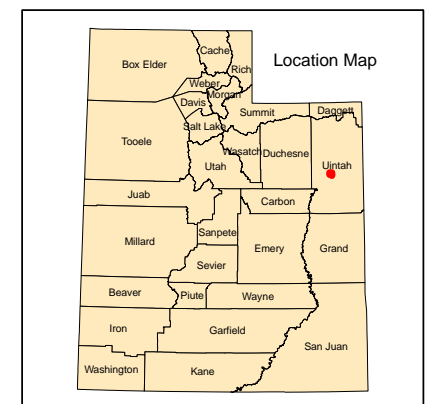 Location Map
Cache
Box Elder
Rich
Weber
Morgan
Davis
Summit
Daggett
Salt Lake
Tooele
Wasatch
Duchesne
Uintah
Utah
Juab
Carbon
Sanpete
Millard
Emery
Grand
Sevier
Beaver
Piute
Wayne
Iron
Garfield
San Juan
Washington
Kane